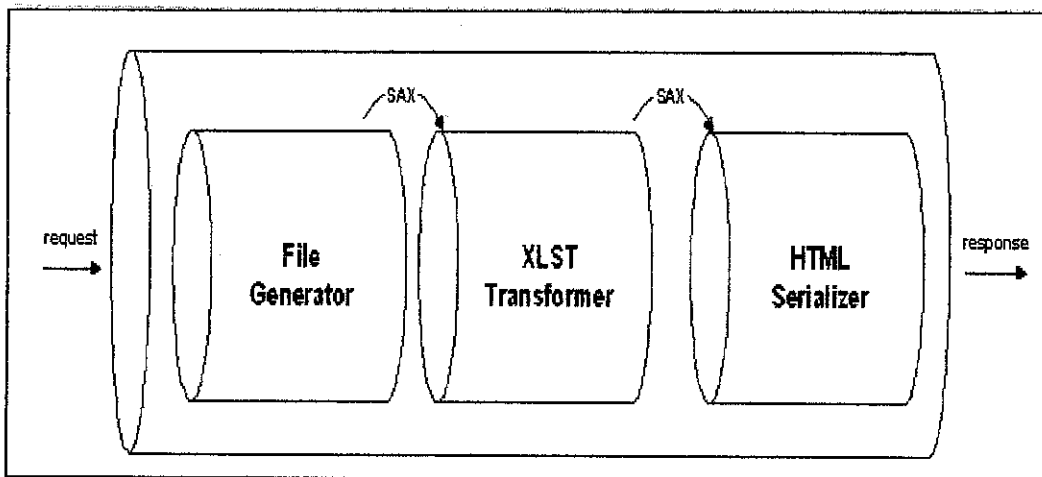 SAX
SAX
request
File
Generator
XLST
Transformer
HTML
Serializer
response